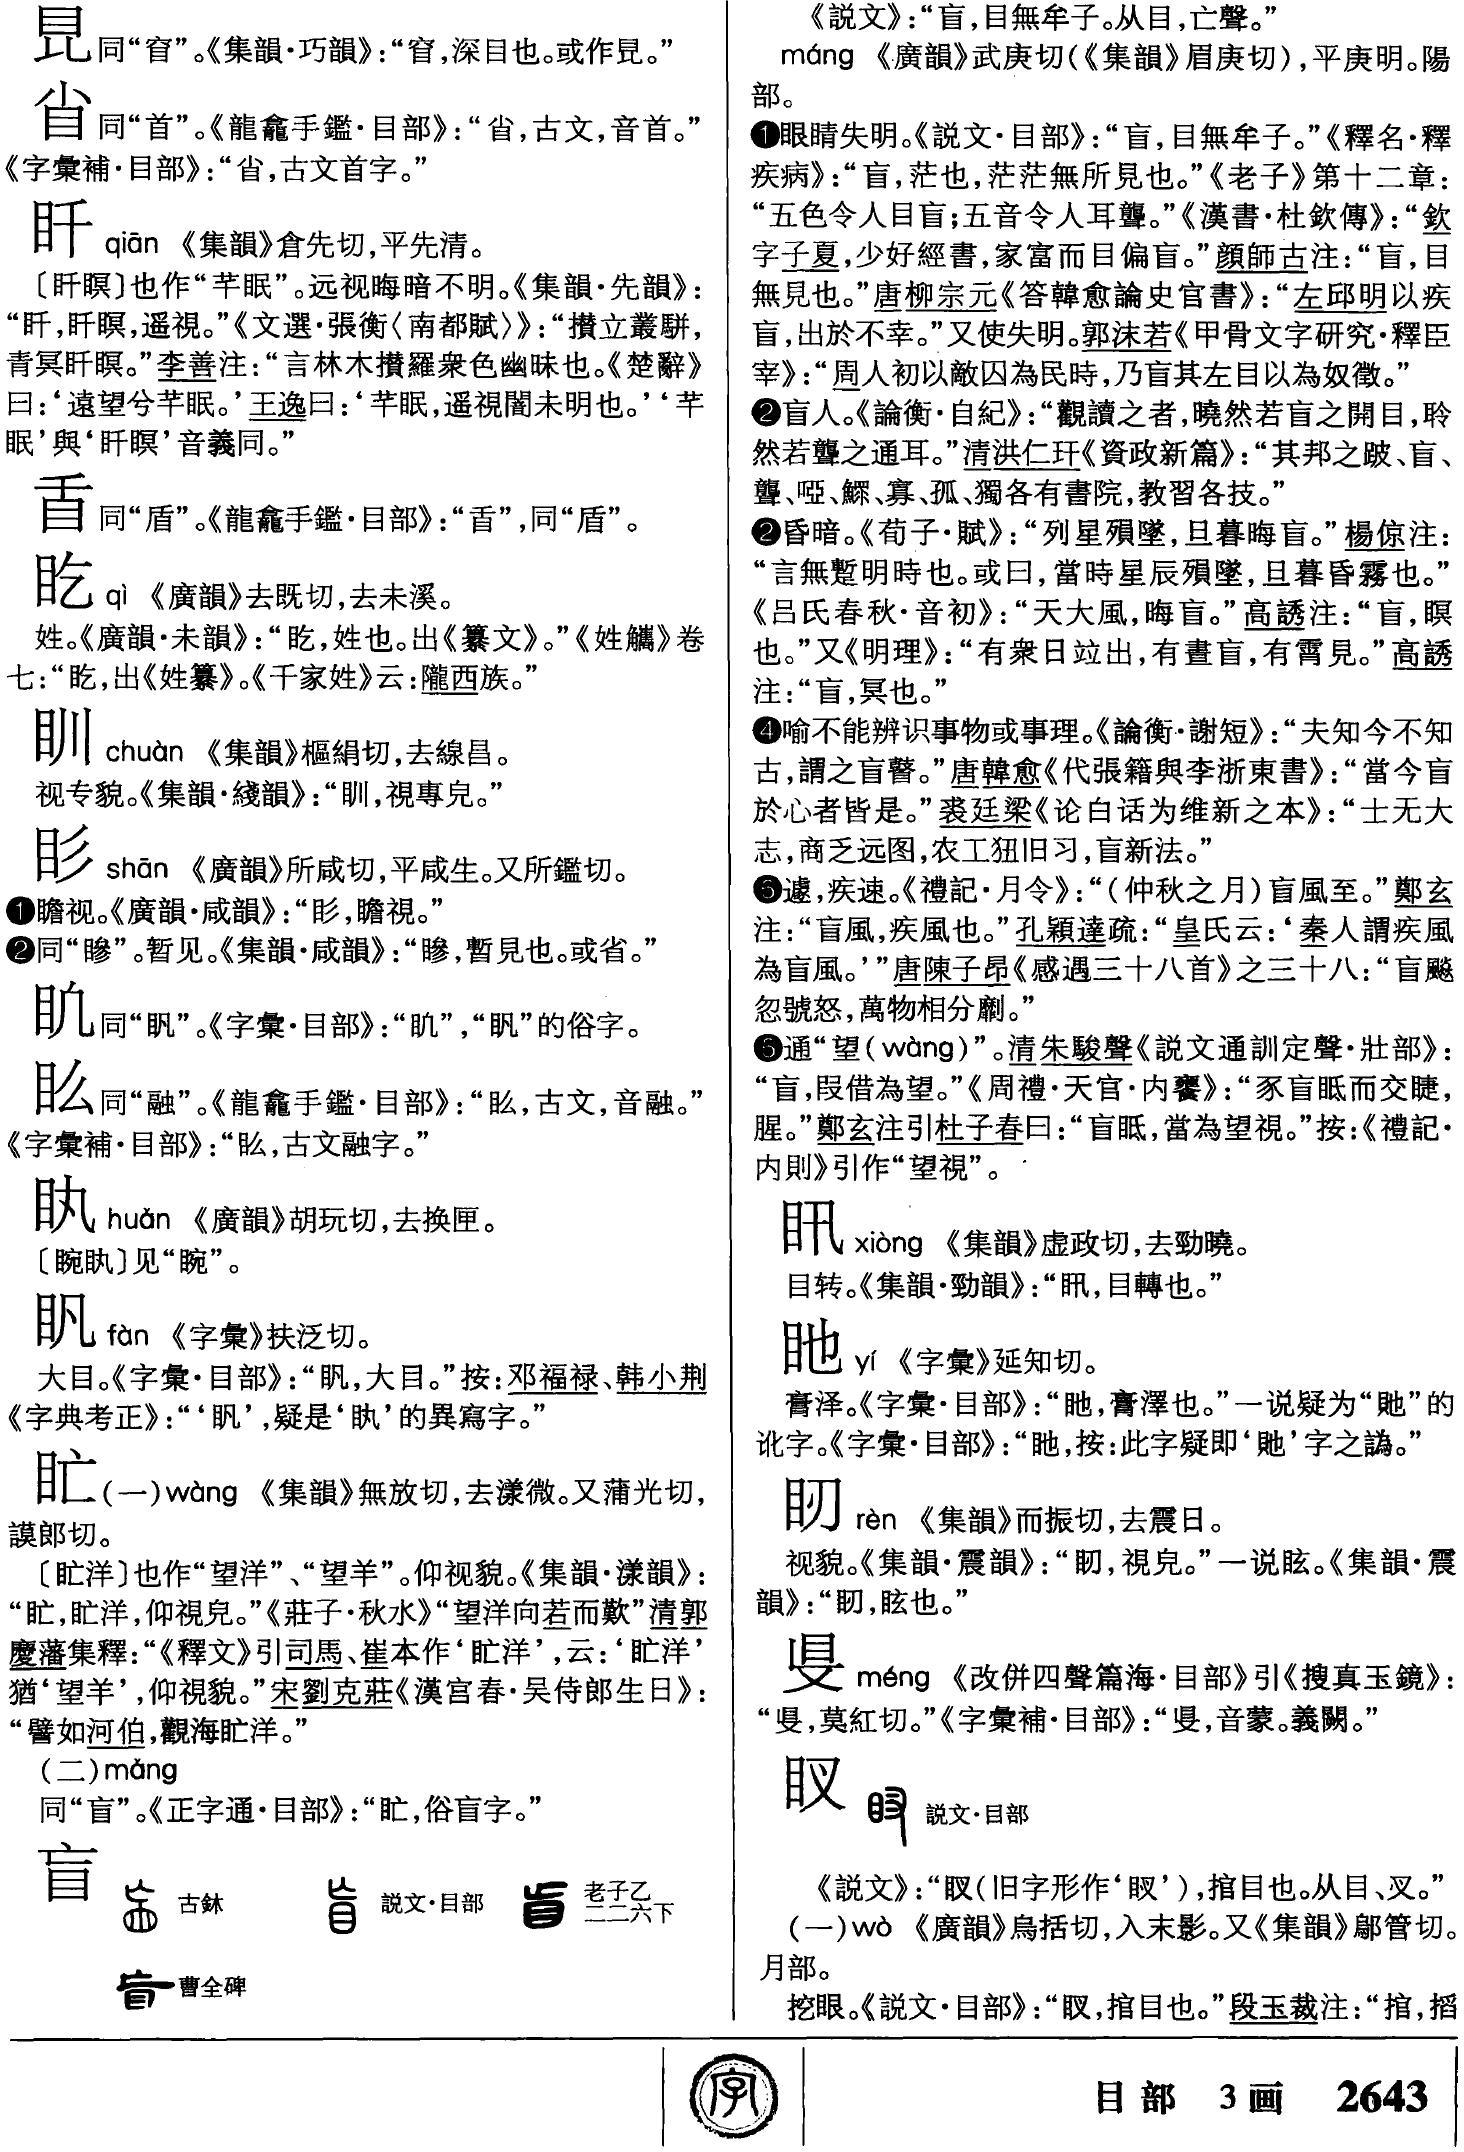 同“窅”。《集韻·巧韻》：“窅，深目也。或作㫐。”
𥃭同“首”。《龍龕手鑑·目部》：“𥃭，古文，音首。”
《字彙補·目部》：“𥃭，古文首字。”
盰 qiān 《集韻》倉先切，平先清。
〔盰瞑〕也作“芊眠”。远视晦暗不明。《集韻·先韻》：
“盰，盰瞑，遥視。”《文選·張衡〈南都賦〉》：“攅立叢駢，
青冥盰瞑。”李善注：“言林木攅羅衆色幽昧也。《楚辭》
曰：‘遠望兮芊眠。’王逸曰：‘芊眠，遥視闇未明也。’‘芊
眠’與‘盰瞑’音義同。”
同“盾”。《龍龕手鑑·目部》：“𥃲”，同“盾”。
盵 qì 《廣韻》去既切，去未溪。
姓。《廣韻·未韻》：“盵，姓也。出《纂文》。”《姓觿》卷
七：“盵，出《姓纂》。《千家姓》云：隴西族。”
𥃵 chuàn 《集韻》樞絹切，去線昌。
视专貌。《集韻·綫韻》：“𥃵，視專皃。”
𥃻 shān 《廣韻》所咸切，平咸生。又所鑑切。
❶瞻视。《廣韻·咸韻》：“𥃻，瞻視。”
❷同“𥊀”。暂见。《集韻·咸韻》：“𥊀，暫見也。或省。”
同“𥃷”。《字彙·目部》：“”，“𥃷”的俗字。
同“融”。《龍龕手鑑·目部》：“，古文，音融。”
《字彙補·目部》：“，古文融字。”
huǎn 《廣韻》胡玩切，去换匣。
〔睕〕见“睕”。
fàn 《字彙》扶泛切。
大目。《字彙·目部》：“，大目。”按：邓福禄、韩小荆
《字典考正》：“‘’，疑是‘’的異寫字。”
盳 (一)wàng 《集韻》無放切，去漾微。又蒲光切，
謨郎切。
〔盳洋〕也作“望洋”、“望羊”。仰视貌。《集韻·漾韻》：
“盳，盳洋，仰視皃。”《莊子·秋水》“望洋向若而歎”清郭
慶藩集釋：“《釋文》引司馬、崔本作‘盳洋’，云：‘盳洋’
猶‘望羊’，仰視貌。”宋劉克莊《漢宫春·吴侍郎生日》：
“譬如河伯，觀海盳洋。”
(二)mǎng
同“盲”。《正字通·目部》：“盳，俗盲字。”
盲 古鉥 説文·目部 老子乙二二六下
曹全碑
《説文》：“盲，目無牟子。从目，亡聲。”
máng 《廣韻》武庚切(《集韻》眉庚切)，平庚明。陽
部。
❶眼睛失明。《説文·目部》：“盲，目無牟子。”《釋名·釋
疾病》：“盲，茫也，茫茫無所見也。”《老子》第十二章：
“五色令人目盲；五音令人耳聾。”《漢書·杜欽傳》：“欽
字子夏，少好經書，家富而目偏盲。”顔師古注：“盲，目
無見也。”唐柳宗元《答韓愈論史官書》：“左邱明以疾
盲，出於不幸。”又使失明。郭沫若《甲骨文字研究·釋臣
宰》：“周人初以敵囚為民時，乃盲其左目以為奴徵。”
❷盲人。《論衡·自紀》：“觀讀之者，曉然若盲之開目，聆
然若聾之通耳。”清洪仁玕《資政新篇》：“其邦之跛、盲、
聾、啞、鰥、寡、孤、獨各有書院，教習各技。”
❷昏暗。《荀子·賦》：“列星殞墜，旦暮晦盲。”楊倞注：
“言無蹔明時也。或曰，當時星辰殞墜，旦暮昏霧也。”
《吕氏春秋·音初》：“天大風，晦盲。”高誘注：“盲，瞑
也。”又《明理》：“有衆日竝出，有晝盲，有霄見。”高誘
注：“盲，冥也。”
❹喻不能辨识事物或事理。《論衡·謝短》：“夫知今不知
古，謂之盲瞽。”唐韓愈《代張籍與李浙東書》：“當今盲
於心者皆是。”裘廷梁《论白话为维新之本》：“士无大
志，商乏远图，农工狃旧习，盲新法。”
❺遽，疾速。《禮記·月令》：“(仲秋之月)盲風至。”鄭玄
注：“盲風，疾風也。”孔穎達疏：“皇氏云：‘秦人謂疾風
為盲風。’”唐陳子昂《感遇三十八首》之三十八：“盲飈
忽號怒，萬物相分劘。”
❻通“望(wàng)”。清朱駿聲《説文通訓定聲·壯部》：
“盲，叚借為望。”《周禮·天官·内饔》：“豕盲眡而交睫，
腥。”鄭玄注引杜子春曰：“盲眡，當為望視。”按：《禮記·
内則》引作“望視”。
xiòng 《集韻》虚政切，去勁曉。
目转。《集韻·勁韻》：“，目轉也。”
yí 《字彙》延知切。
膏泽。《字彙·目部》：“，膏澤也。”一说疑为“貤”的
讹字。《字彙·目部》：“，按：此字疑即‘貤’字之譌。”
rèn 《集韻》而振切，去震日。
视貌。《集韻·震韻》：“，視皃。”一说眩。《集韻·震
韻》：“，眩也。”
méng 《改併四聲篇海·目部》引《搜真玉鏡》：
“，莫紅切。”《字彙補·目部》：“，音蒙。義闕。”
説文·目部
《説文》：“(旧字形作‘’)，捾目也。从目、叉。”
(一)wò 《廣韻》烏括切，入末影。又《集韻》鄔管切。
月部。
挖眼。《説文·目部》：“，捾目也。”段玉裁注：“捾，搯
字
目部 3画 2643